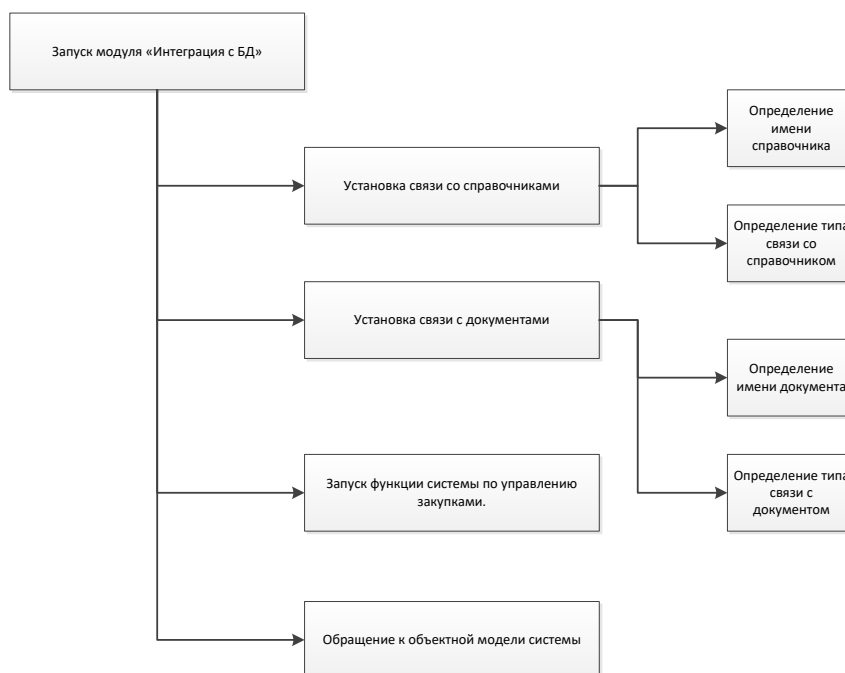 Запуск модуля «Интеграция с БД»
Определение
имени
справочника
Установка связи со справочниками
Определение типа
связи со
справочником
Установка связи с документами
Определение
имени документа
Запуск функции системы по управлению
закупками.
Определение типа
связи с
документом
Обращение к объектной модели системы